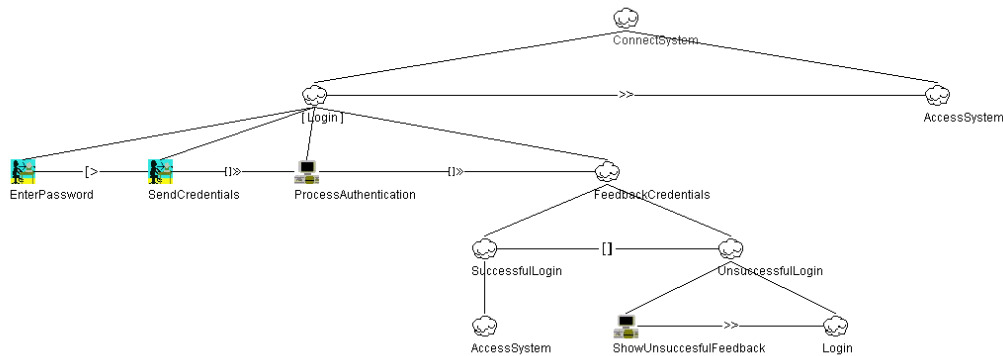 ConnectSystem
>>
[ Login ]
AccessSystem
[>
[]»
[]»
EnterPassword
SendCredentials
ProcessAuthentication
FeedbackCredentials
[]
SuccessfulLogin
UnsuccessfulLogin
>>
AccessSystem
ShowUnsuccesfulFeedback
Login